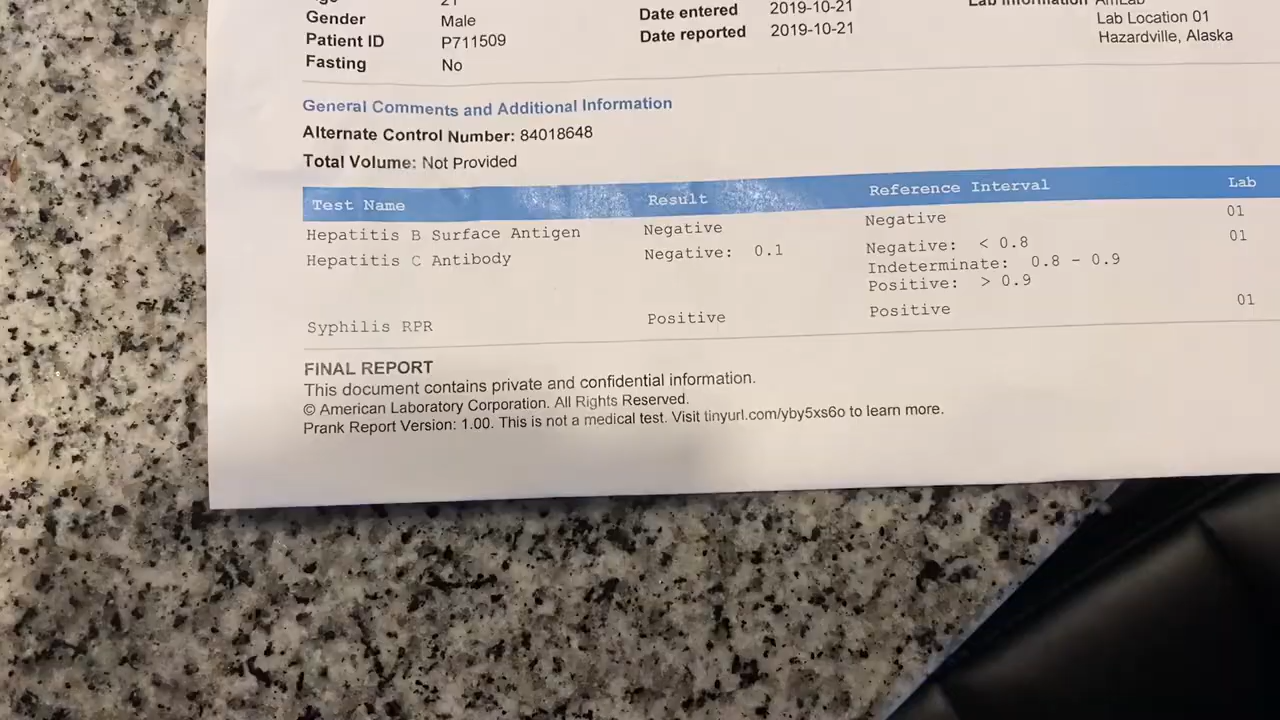 Age 21
Gender Male
Patient ID P711509
Fasting No
Date entered 2019-10-21
Date reported 2019-10-21
Lab Information AmLab
Lab Location 01
Hazardville, Alaska
General Comments and Additional Information
Alternate Control Number: 84018648
Total Volume: Not Provided
Test Name Result Reference Interval Lab
Hepatitis B Surface Antigen Negative Negative 01
Hepatitis C Antibody Negative: 0.1 Negative: < 0.8 01
Indeterminate: 0.8 - 0.9
Positive: > 0.9
Syphilis RPR Positive Positive 01
FINAL REPORT
This document contains private and confidential information.
© American Laboratory Corporation. All Rights Reserved.
Prank Report Version: 1.00. This is not a medical test. Visit tinyurl.com/yby5xs6o to learn more.